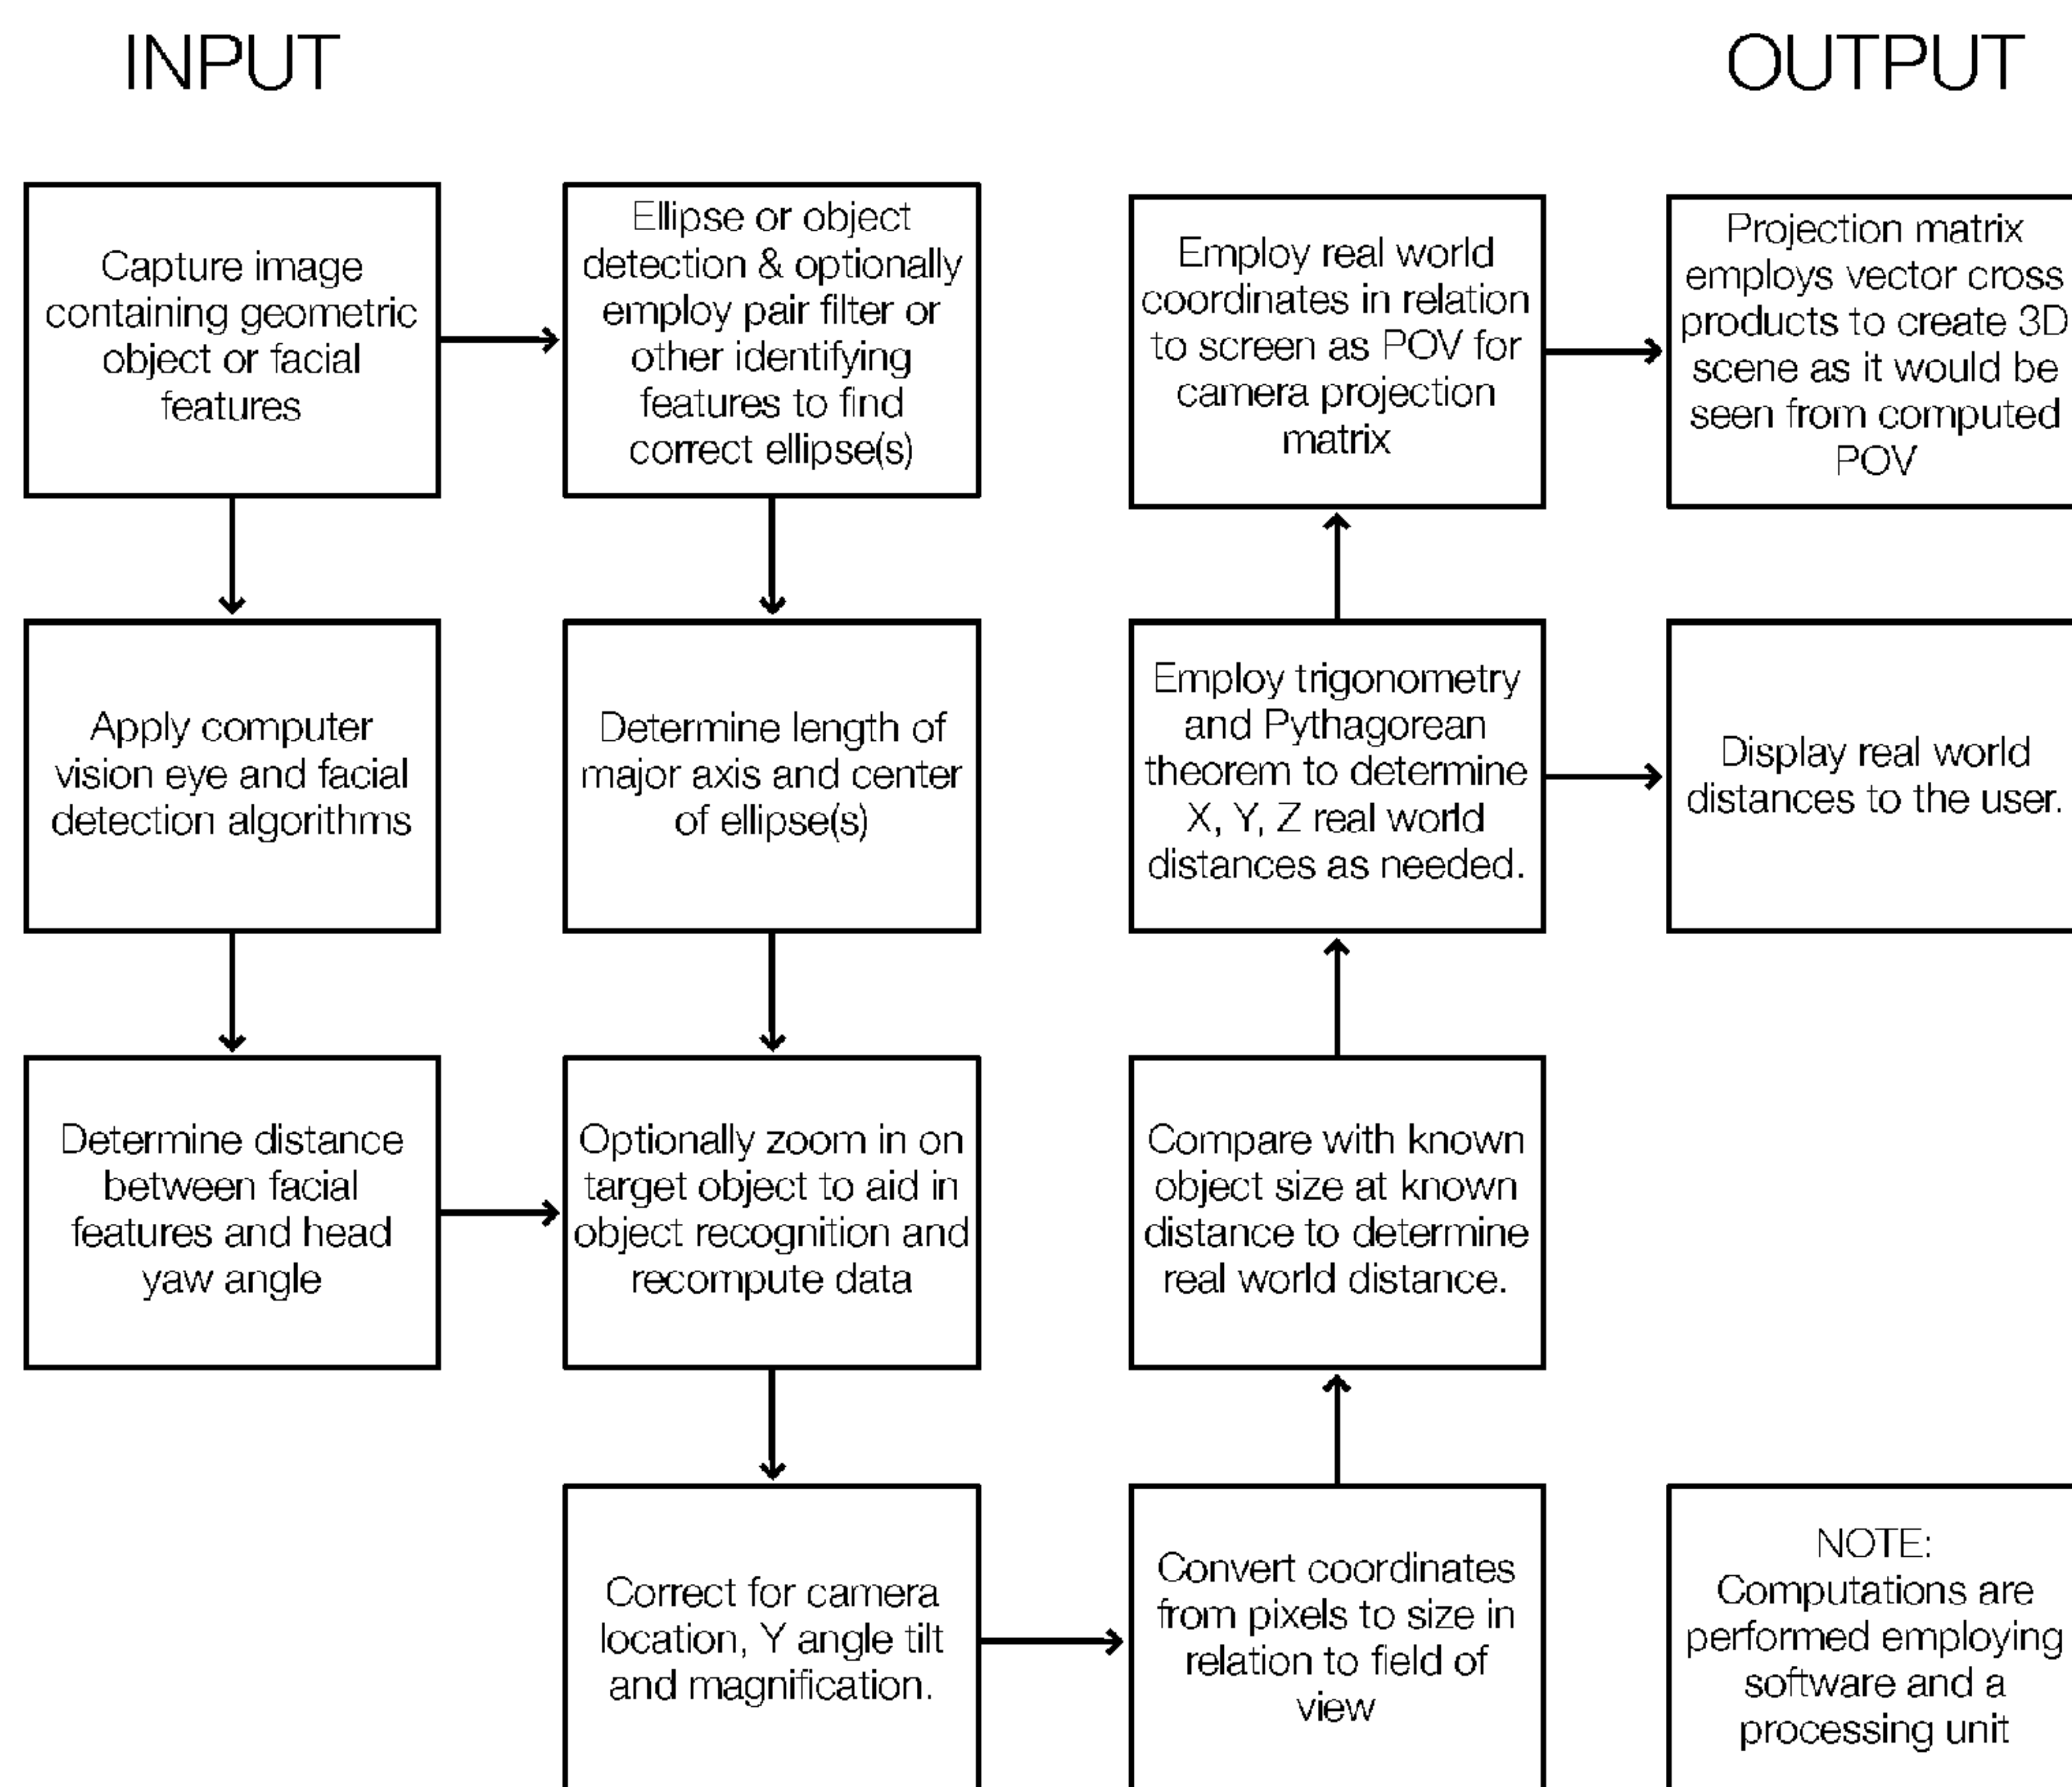 INPUT
OUTPUT
Capture image
containing geometric
object or facial
features
Ellipse or object
detection & optionally
employ pair filter or
other identifying
features to find
correct ellipse(s)
Employ real world
coordinates in relation
to screen as POV for
camera projection
matrix
Projection matrix
employs vector cross
products to create 3D
scene as it would be
seen from computed
POV
Apply computer
vision eye and facial
detection algorithms
Determine length of
major axis and center
of ellipse(s)
Employ trigonometry
and Pythagorean
theorem to determine
X, Y, Z real world
distances as needed.
Display real world
distances to the user.
Determine distance
between facial
features and head
yaw angle
Optionally zoom in on
target object to aid in
object recognition and
recompute data
Compare with known
object size at known
distance to determine
real world distance.
Correct for camera
location, Y angle tilt
and magnification.
Convert coordinates
from pixels to size in
relation to field of
view
NOTE:
Computations are
performed employing
software and a
processing unit